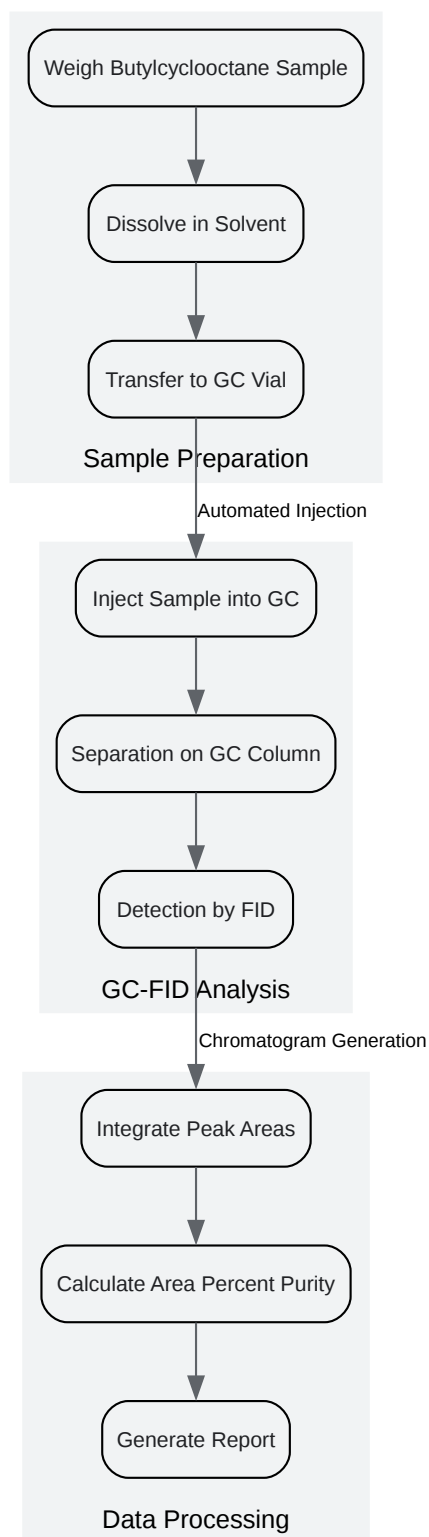 Weigh Butylcyclooctane Sample
Dissolve in Solvent
Transfer to GC Vial
Sample Preparation
Automated Injection
Inject Sample into GC
Separation on GC Column
Detection by FID
GC-FID Analysis
Chromatogram Generation
Integrate Peak Areas
Calculate Area Percent Purity
Generate Report
Data Processing